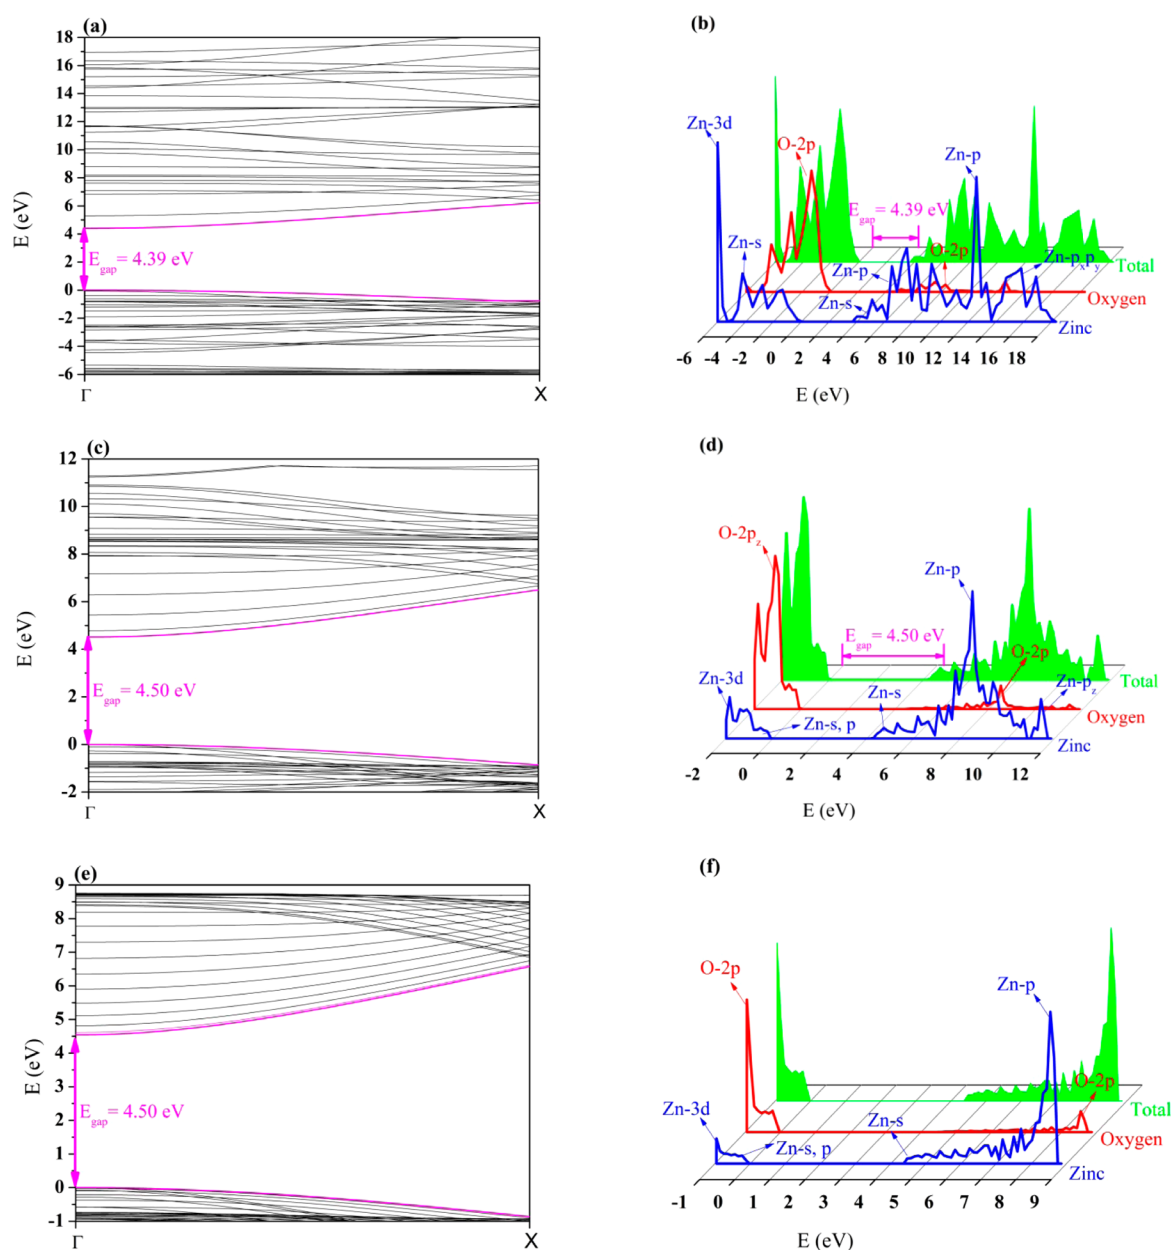 (a)
18
16
14
12
10
8
6
4
2
0
-2
-4
-6
E (eV)
E_gap = 4.39 eV
Γ
X
(b)
Zn-3d
O-2p
Zn-p
E_gap = 4.39 eV
Zn-s
O-2p
Zn-p
Zn-p_xp_y
Zn-s
Total
Oxygen
Zinc
-6 -4 -2 0 2 4 6 8 10 12 14 16 18
E (eV)
(c)
12
10
8
6
4
2
0
-2
E (eV)
E_gap = 4.50 eV
Γ
X
(d)
O-2p_z
Zn-p
E_gap = 4.50 eV
O-2p
Zn-3d
Zn-s
Zn-p_z
Zn-s, p
Total
Oxygen
Zinc
-2 0 2 4 6 8 10 12
E (eV)
(e)
9
8
7
6
5
4
3
2
1
0
-1
E (eV)
E_gap = 4.50 eV
Γ
X
(f)
O-2p
Zn-p
O-2p
Zn-3d
Zn-s
Zn-s, p
Total
Oxygen
Zinc
-1 0 1 2 3 4 5 6 7 8 9
E (eV)